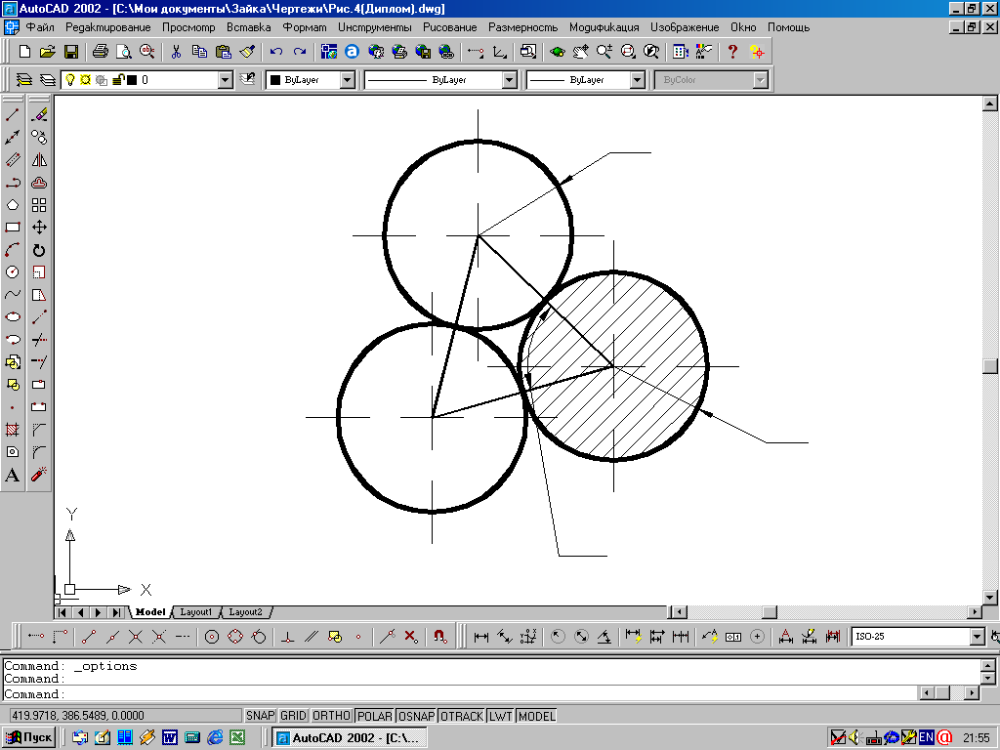 AutoCAD 2002 - [C:\Мои документы\Зайка\Чертежи\Рис.4(Диплом).dwg]
Файл Редактирование Просмотр Вставка Формат Инструменты Рисование Размерность Модификация Изображение Окно Помощь
0 ByLayer ByLayer ByLayer ByColor
Y
X
Model Layout1 Layout2
ISO-25
Command: _options
Command:
Command:
419.9718, 386.5489, 0.0000 SNAP GRID ORTHO POLAR OSNAP OTRACK LWT MODEL
Пуск AutoCAD 2002 - [C:\... EN 21:55